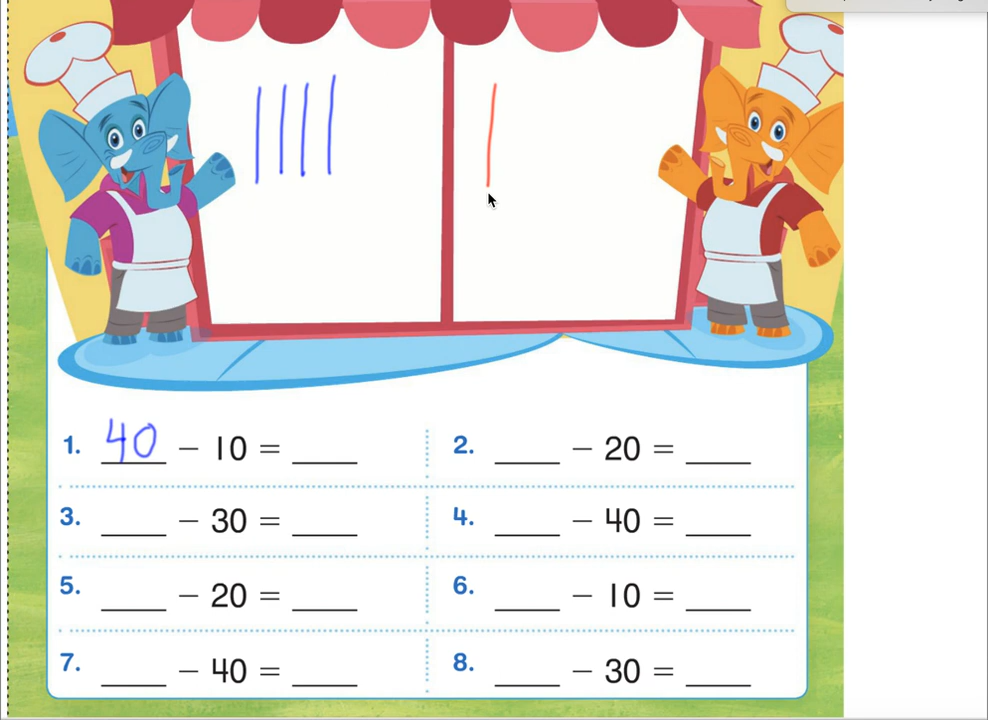 1. 40 − 10 = ____
2. ____ − 20 = ____
3. ____ − 30 = ____
4. ____ − 40 = ____
5. ____ − 20 = ____
6. ____ − 10 = ____
7. ____ − 40 = ____
8. ____ − 30 = ____